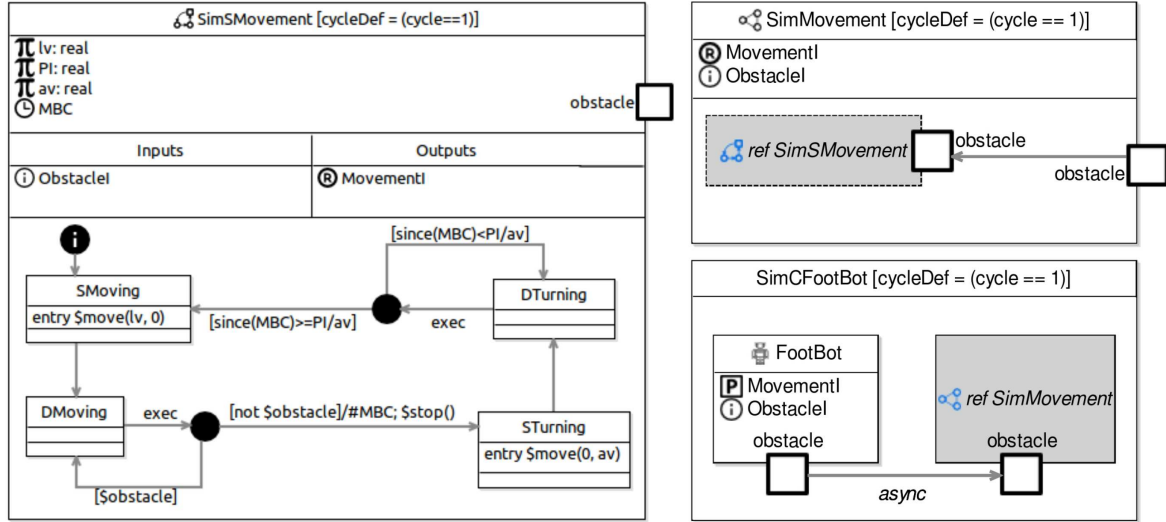 SimSMovement [cycleDef = (cycle==1)]
π lv: real
π PI: real
π av: real
MBC
obstacle
Inputs
Outputs
i ObstacleI
R MovementI
i
[since(MBC)<PI/av]
SMoving
entry $move(lv, 0)
DTurning
[since(MBC)>=PI/av]
exec
DMoving
exec
[not $obstacle]/#MBC; $stop()
STurning
entry $move(0, av)
[$obstacle]
SimMovement [cycleDef = (cycle == 1)]
R MovementI
i ObstacleI
ref SimSMovement
obstacle
obstacle
SimCFootBot [cycleDef = (cycle == 1)]
FootBot
P MovementI
i ObstacleI
obstacle
ref SimMovement
obstacle
async